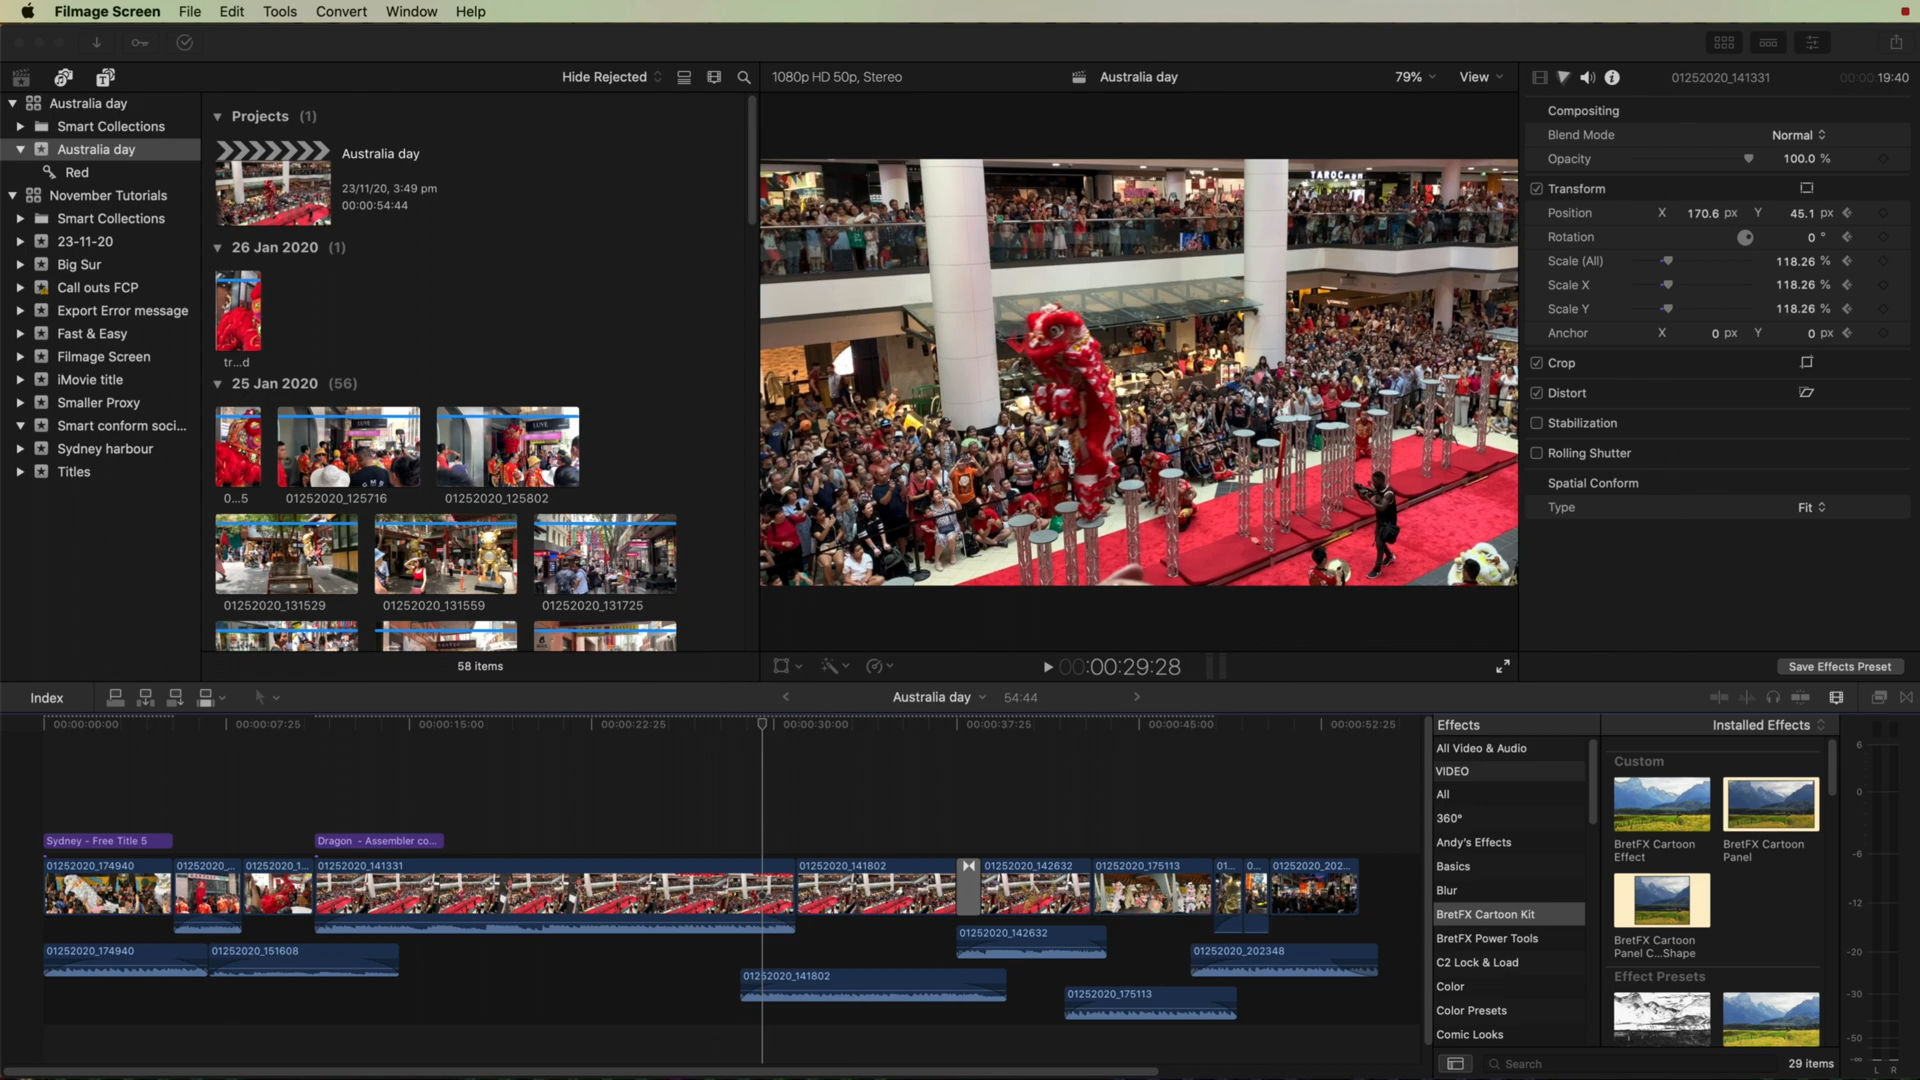 Filmage Screen File Edit Tools Convert Window Help
Hide Rejected
1080p HD 50p, Stereo
Australia day
79%
View
01252020_141331
00:00:19:40
Australia day
Smart Collections
Australia day
Red
November Tutorials
Smart Collections
23-11-20
Big Sur
Call outs FCP
Export Error message
Fast & Easy
Filmage Screen
iMovie title
Smaller Proxy
Smart conform soci...
Sydney harbour
Titles
Projects (1)
Australia day
23/11/20, 3:49 pm
00:00:54:44
26 Jan 2020 (1)
tr...d
25 Jan 2020 (56)
0...5
01252020_125716
01252020_125802
01252020_131529
01252020_131559
01252020_131725
58 items
00:00:29:28
Compositing
Blend Mode Normal
Opacity 100.0 %
Transform
Position X 170.6 px Y 45.1 px
Rotation 0 °
Scale (All) 118.26 %
Scale X 118.26 %
Scale Y 118.26 %
Anchor X 0 px Y 0 px
Crop
Distort
Stabilization
Rolling Shutter
Spatial Conform
Type Fit
Save Effects Preset
Index
Australia day 54:44
00:00:00:00
00:00:07:25
00:00:15:00
00:00:22:25
00:00:30:00
00:00:37:25
00:00:45:00
00:00:52:25
Sydney - Free Title 5
Dragon - Assembler co...
01252020_174940
01252020_...
01252020_1...
01252020_141331
01252020_141802
01252020_142632
01252020_175113
01...
0...
01252020_202...
01252020_142632
01252020_174940
01252020_151608
01252020_202348
01252020_141802
01252020_175113
Effects
All Video & Audio
VIDEO
All
360°
Andy's Effects
Basics
Blur
BretFX Cartoon Kit
BretFX Power Tools
C2 Lock & Load
Color
Color Presets
Comic Looks
Installed Effects
Custom
BretFX Cartoon
Effect
BretFX Cartoon
Panel
BretFX Cartoon
Panel C...Shape
Effect Presets
Search
29 items
6
0
-6
-12
-20
-30
-50
-∞
L R